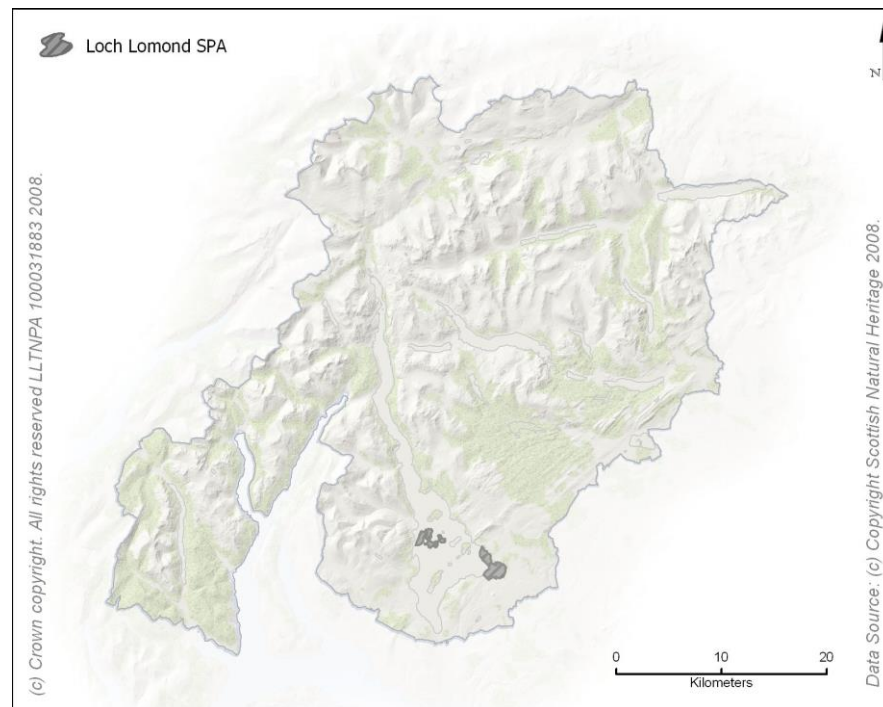 Loch Lomond SPA
N
(c) Crown copyright. All rights reserved LLTNPA 100031883 2008.
Data Source: (c) Copyright Scottish Natural Heritage 2008.
0 10 20
Kilometers